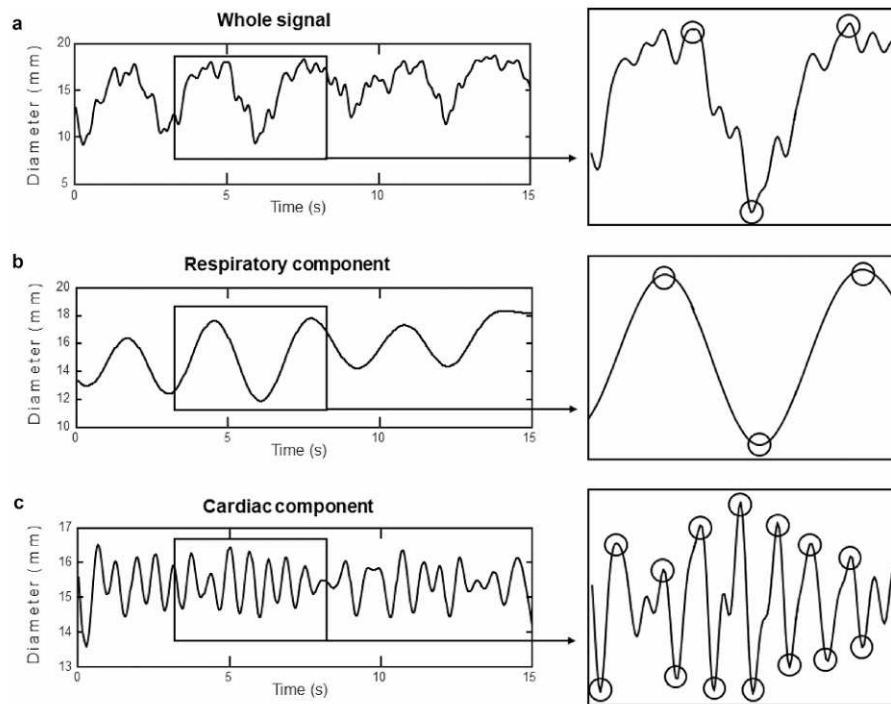 a
Whole signal
20
15
10
5
0
5
10
15
Diameter (mm)
Time (s)
b
Respiratory component
20
18
16
14
12
10
0
5
10
15
Diameter (mm)
Time (s)
c
Cardiac component
17
16
15
14
13
0
5
10
15
Diameter (mm)
Time (s)